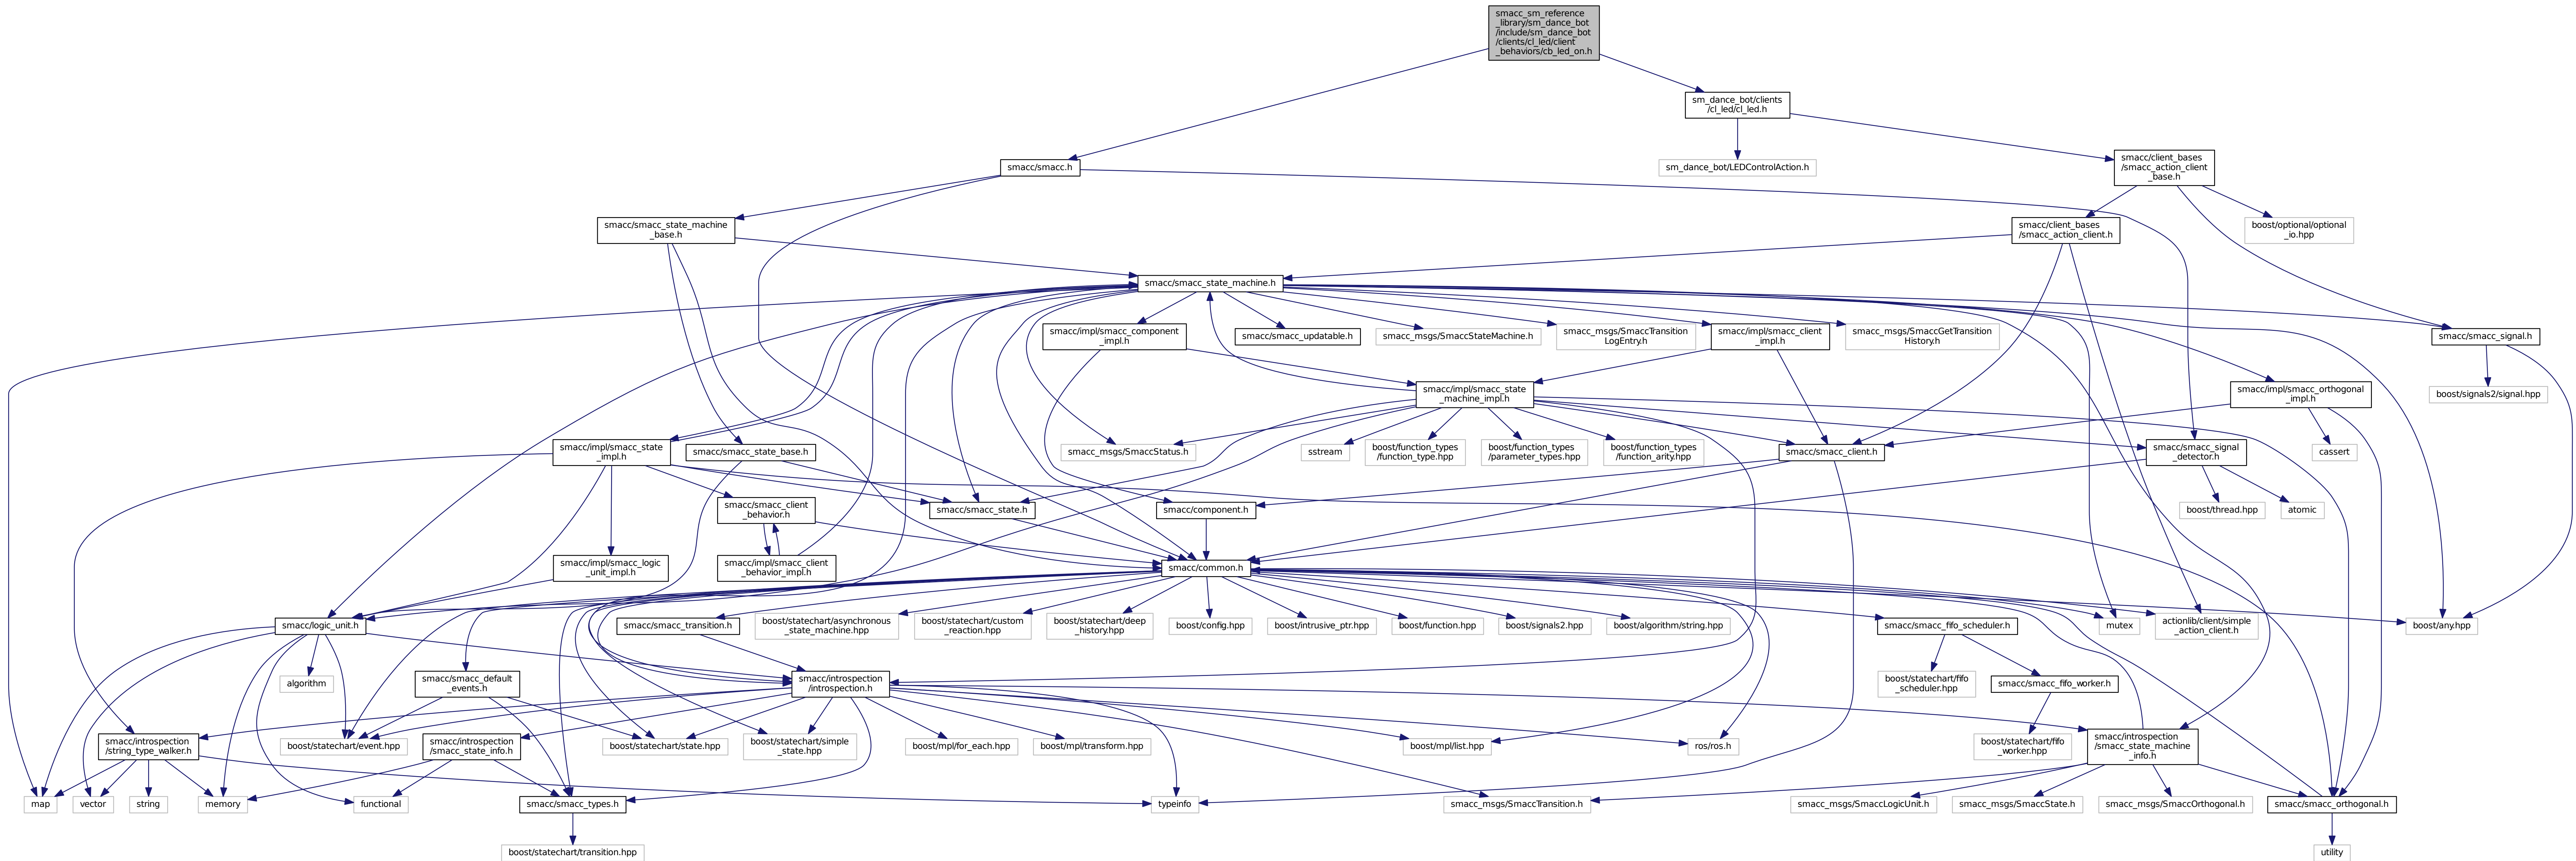 smacc_sm_reference
_library/sm_dance_bot
/include/sm_dance_bot
/clients/cl_led/client
_behaviors/cb_led_on.h
sm_dance_bot/clients
/cl_led/cl_led.h
smacc/smacc.h
sm_dance_bot/LEDControlAction.h
smacc/client_bases
/smacc_action_client
_base.h
smacc/smacc_state_machine
_base.h
smacc/client_bases
/smacc_action_client.h
boost/optional/optional
_io.hpp
smacc/smacc_state_machine.h
smacc/impl/smacc_component
_impl.h
smacc/smacc_updatable.h
smacc_msgs/SmaccStateMachine.h
smacc_msgs/SmaccTransition
LogEntry.h
smacc/impl/smacc_client
_impl.h
smacc_msgs/SmaccGetTransition
History.h
smacc/smacc_signal.h
smacc/impl/smacc_state
_machine_impl.h
smacc/impl/smacc_orthogonal
_impl.h
boost/signals2/signal.hpp
smacc/impl/smacc_state
_impl.h
smacc/smacc_state_base.h
smacc_msgs/SmaccStatus.h
sstream
boost/function_types
/function_type.hpp
boost/function_types
/parameter_types.hpp
boost/function_types
/function_arity.hpp
smacc/smacc_client.h
smacc/smacc_signal
_detector.h
cassert
smacc/smacc_client
_behavior.h
smacc/smacc_state.h
smacc/component.h
boost/thread.hpp
atomic
smacc/impl/smacc_logic
_unit_impl.h
smacc/impl/smacc_client
_behavior_impl.h
smacc/common.h
smacc/logic_unit.h
smacc/smacc_transition.h
boost/statechart/asynchronous
_state_machine.hpp
boost/statechart/custom
_reaction.hpp
boost/statechart/deep
_history.hpp
boost/config.hpp
boost/intrusive_ptr.hpp
boost/function.hpp
boost/signals2.hpp
boost/algorithm/string.hpp
smacc/smacc_fifo_scheduler.h
mutex
actionlib/client/simple
_action_client.h
boost/any.hpp
algorithm
smacc/smacc_default
_events.h
smacc/introspection
/introspection.h
boost/statechart/fifo
_scheduler.hpp
smacc/smacc_fifo_worker.h
smacc/introspection
/string_type_walker.h
boost/statechart/event.hpp
smacc/introspection
/smacc_state_info.h
boost/statechart/state.hpp
boost/statechart/simple
_state.hpp
boost/mpl/for_each.hpp
boost/mpl/transform.hpp
boost/mpl/list.hpp
ros/ros.h
boost/statechart/fifo
_worker.hpp
smacc/introspection
/smacc_state_machine
_info.h
map
vector
string
memory
functional
smacc/smacc_types.h
typeinfo
smacc_msgs/SmaccTransition.h
smacc_msgs/SmaccLogicUnit.h
smacc_msgs/SmaccState.h
smacc_msgs/SmaccOrthogonal.h
smacc/smacc_orthogonal.h
boost/statechart/transition.hpp
utility